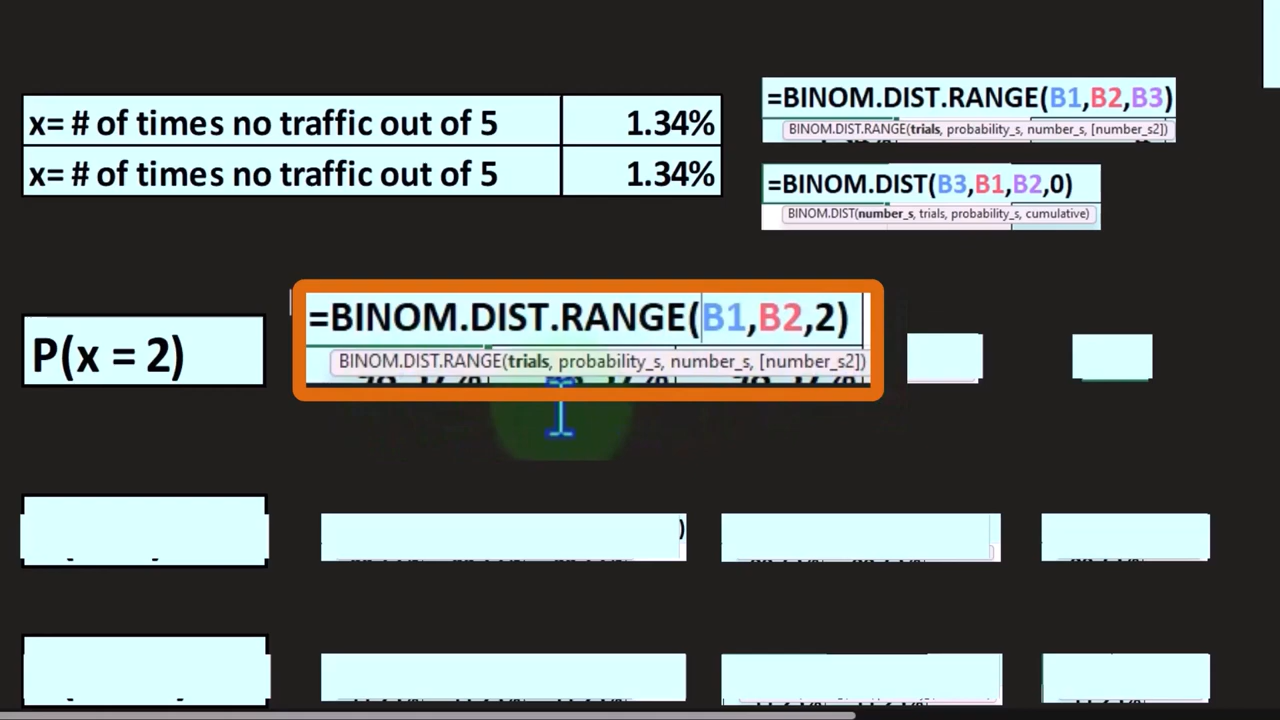 x= # of times no traffic out of 5 1.34%
x= # of times no traffic out of 5 1.34%
=BINOM.DIST.RANGE(B1,B2,B3)
BINOM.DIST.RANGE(trials, probability_s, number_s, [number_s2])
=BINOM.DIST(B3,B1,B2,0)
BINOM.DIST(number_s, trials, probability_s, cumulative)
P(x = 2)
=BINOM.DIST.RANGE(B1,B2,2)
BINOM.DIST.RANGE(trials, probability_s, number_s, [number_s2])
)